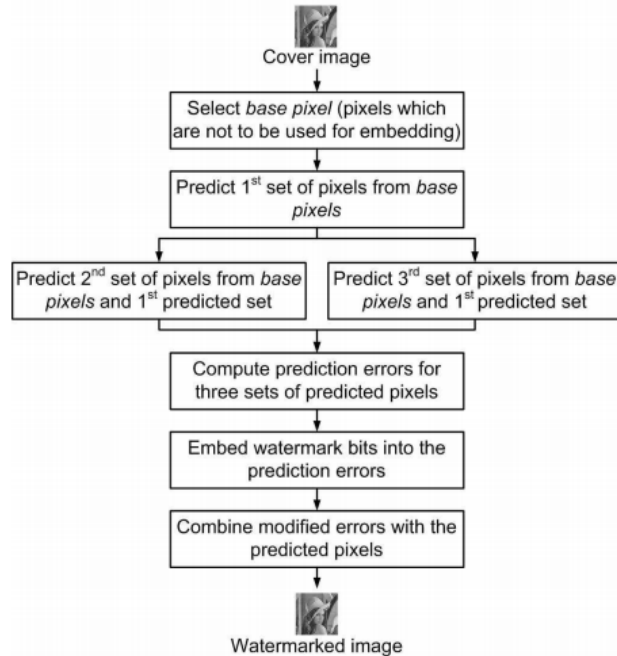 Cover image
Select base pixel (pixels which
are not to be used for embedding)
Predict 1st set of pixels from base
pixels
Predict 2nd set of pixels from base
pixels and 1st predicted set
Predict 3rd set of pixels from base
pixels and 1st predicted set
Compute prediction errors for
three sets of predicted pixels
Embed watermark bits into the
prediction errors
Combine modified errors with the
predicted pixels
Watermarked image